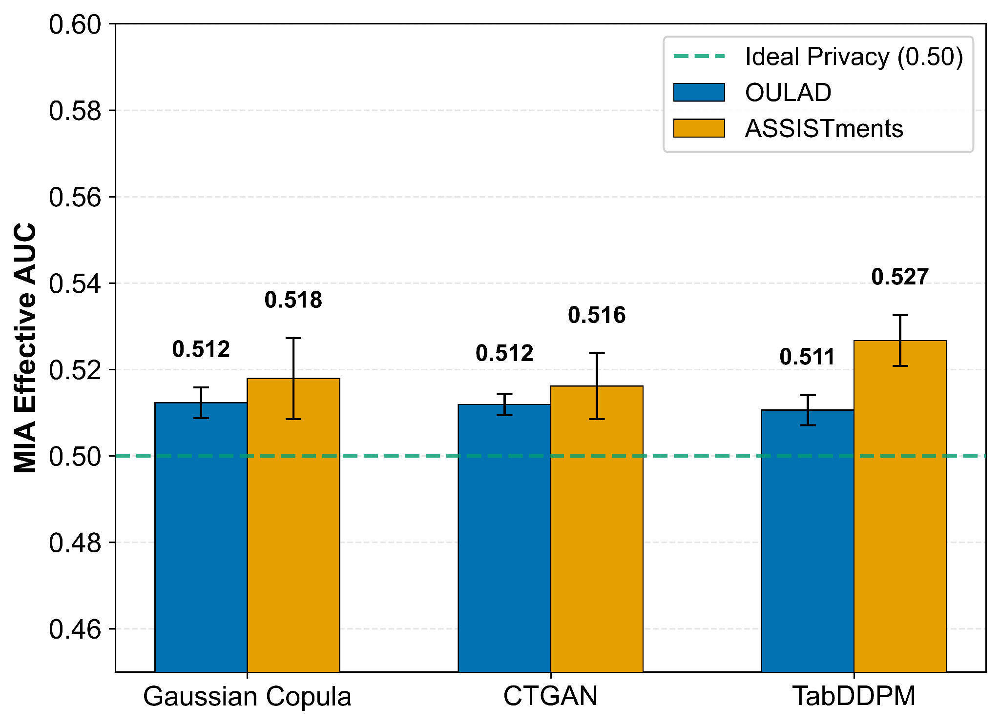 MIA Effective AUC
0.60
0.58
0.56
0.54
0.52
0.50
0.48
0.46
Ideal Privacy (0.50)
OULAD
ASSISTments
0.512
0.518
0.512
0.516
0.511
0.527
Gaussian Copula
CTGAN
TabDDPM